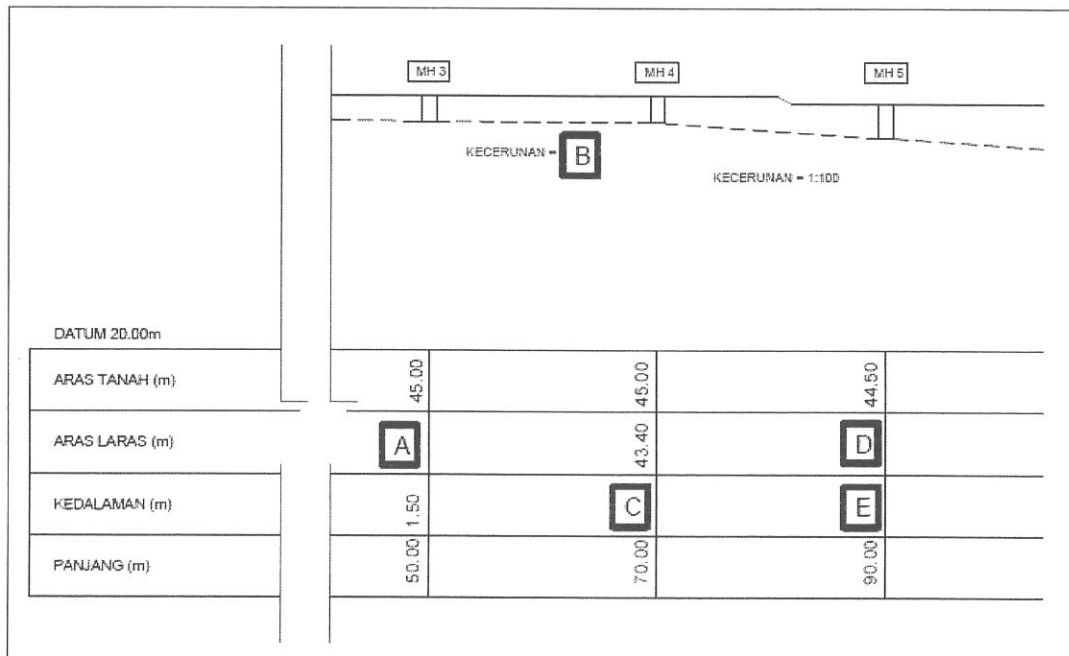 MH 3 MH 4 MH 5
KECERUNAN = B
KECERUNAN = 1:100
DATUM 20.00m
ARAS TANAH (m) 45.00 45.00 44.50
ARAS LARAS (m) A 43.40 D
KEDALAMAN (m) 1.50 C E
PANJANG (m) 50.00 70.00 90.00